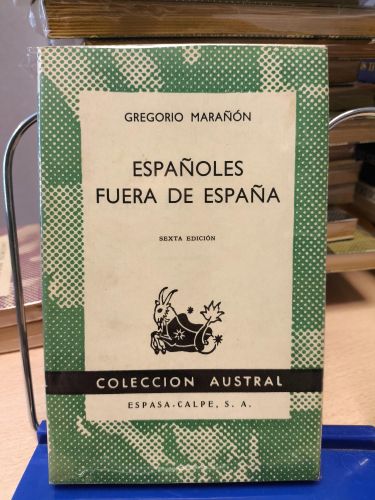 GREGORIO MARAÑÓN
ESPAÑOLES
FUERA DE ESPAÑA
SEXTA EDICIÓN
COLECCION AUSTRAL
ESPASA-CALPE, S. A.